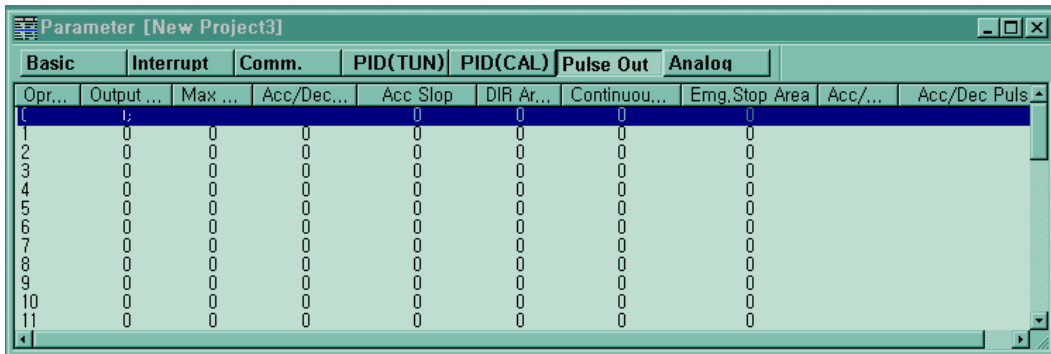 Parameter [New Project3]
Basic Interrupt Comm. PID(TUN) PID(CAL) Pulse Out Analog
Opr... Output ... Max ... Acc/Dec... Acc Slop DIR Ar... Continuou... Emg,Stop Area Acc/... Acc/Dec Puls
0 0 0 0
1 0 0 0 0 0 0 0
2 0 0 0 0 0 0 0
3 0 0 0 0 0 0 0
4 0 0 0 0 0 0 0
5 0 0 0 0 0 0 0
6 0 0 0 0 0 0 0
7 0 0 0 0 0 0 0
8 0 0 0 0 0 0 0
9 0 0 0 0 0 0 0
10 0 0 0 0 0 0 0
11 0 0 0 0 0 0 0